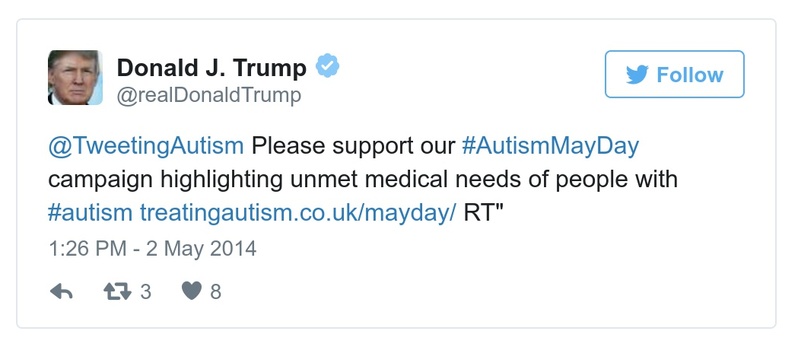 Donald J. Trump
@realDonaldTrump
Follow
@TweetingAutism Please support our #AutismMayDay
campaign highlighting unmet medical needs of people with
#autism treatingautism.co.uk/mayday/ RT"
1:26 PM - 2 May 2014
3 8